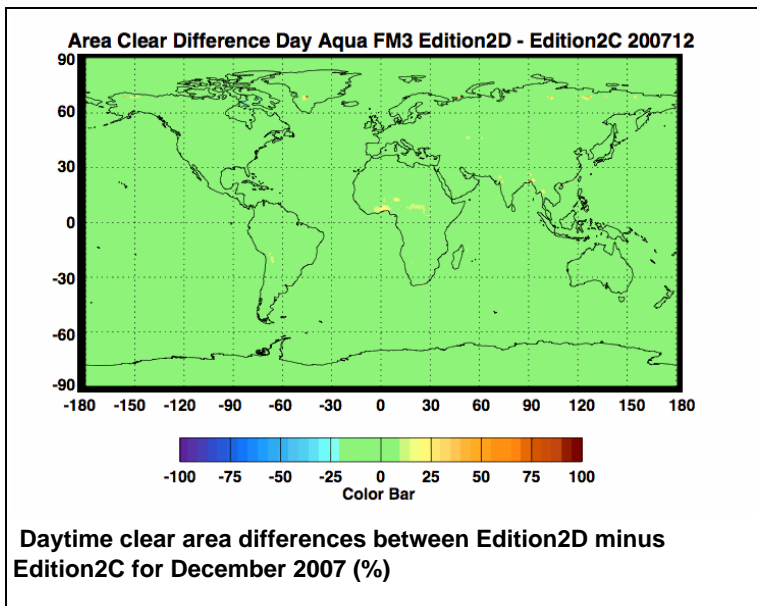 Area Clear Difference Day Aqua FM3 Edition2D - Edition2C 200712
90
60
30
0
-30
-60
-90
-180 -150 -120 -90 -60 -30 0 30 60 90 120 150 180
-100 -75 -50 -25 0 25 50 75 100
Color Bar
Daytime clear area differences between Edition2D minus
Edition2C for December 2007 (%)